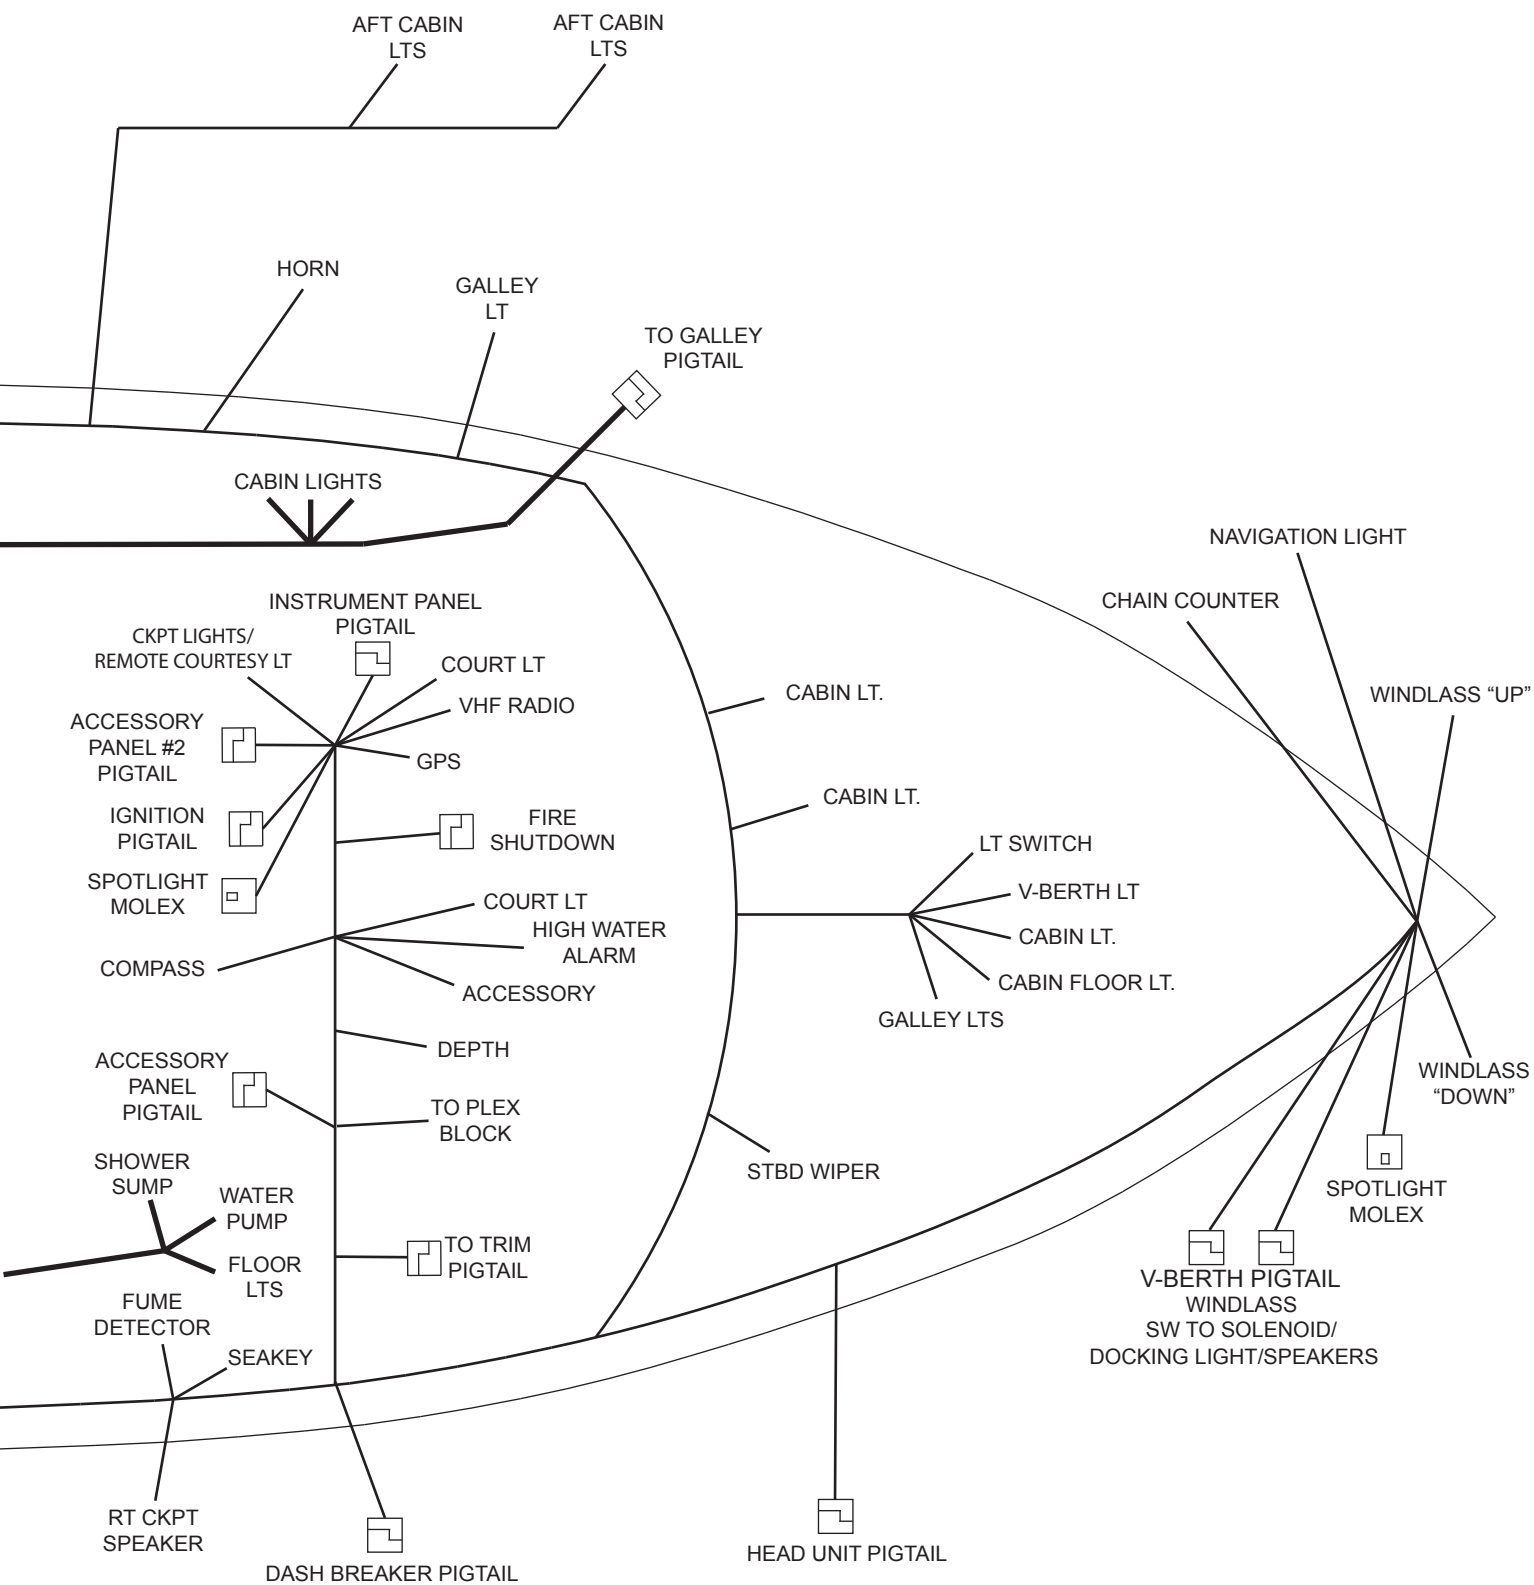 AFT CABIN
LTS
AFT CABIN
LTS
HORN
GALLEY
LT
TO GALLEY
PIGTAIL
CABIN LIGHTS
NAVIGATION LIGHT
CHAIN COUNTER
WINDLASS “UP”
INSTRUMENT PANEL
PIGTAIL
CKPT LIGHTS/
REMOTE COURTESY LT
COURT LT
VHF RADIO
GPS
ACCESSORY
PANEL #2
PIGTAIL
IGNITION
PIGTAIL
SPOTLIGHT
MOLEX
FIRE
SHUTDOWN
CABIN LT.
CABIN LT.
LT SWITCH
V-BERTH LT
CABIN LT.
CABIN FLOOR LT.
GALLEY LTS
COURT LT
HIGH WATER
ALARM
ACCESSORY
COMPASS
DEPTH
ACCESSORY
PANEL
PIGTAIL
TO PLEX
BLOCK
STBD WIPER
WINDLASS
“DOWN”
SPOTLIGHT
MOLEX
SHOWER
SUMP
WATER
PUMP
FLOOR
LTS
TO TRIM
PIGTAIL
V-BERTH PIGTAIL
WINDLASS
SW TO SOLENOID/
DOCKING LIGHT/SPEAKERS
FUME
DETECTOR
SEAKEY
RT CKPT
SPEAKER
DASH BREAKER PIGTAIL
HEAD UNIT PIGTAIL